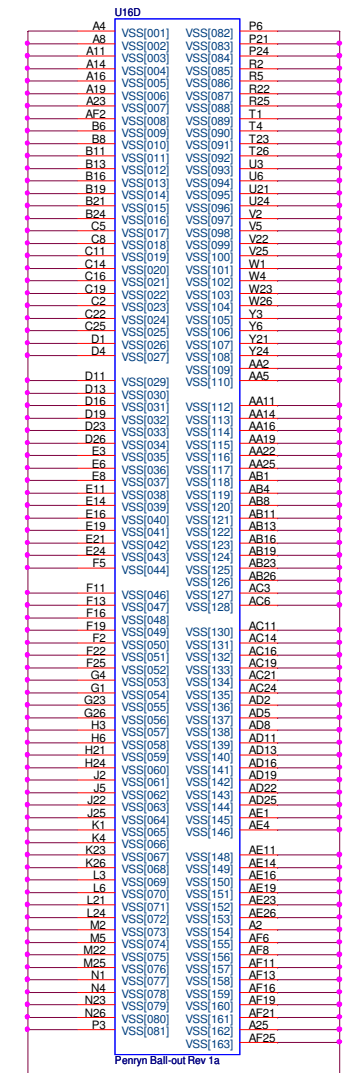 U16D
A4 VSS[001] VSS[082] P6
A8 VSS[002] VSS[083] P21
A11 VSS[003] VSS[084] P24
A14 VSS[004] VSS[085] R2
A16 VSS[005] VSS[086] R5
A19 VSS[006] VSS[087] R22
A23 VSS[007] VSS[088] R25
AF2 VSS[008] VSS[089] T1
B6 VSS[009] VSS[090] T4
B8 VSS[010] VSS[091] T23
B11 VSS[011] VSS[092] T26
B13 VSS[012] VSS[093] U3
B16 VSS[013] VSS[094] U6
B19 VSS[014] VSS[095] U21
B21 VSS[015] VSS[096] U24
B24 VSS[016] VSS[097] V2
C5 VSS[017] VSS[098] V5
C8 VSS[018] VSS[099] V22
C11 VSS[019] VSS[100] V25
C14 VSS[020] VSS[101] W1
C16 VSS[021] VSS[102] W4
C19 VSS[022] VSS[103] W23
C2 VSS[023] VSS[104] W26
C22 VSS[024] VSS[105] Y3
C25 VSS[025] VSS[106] Y6
D1 VSS[026] VSS[107] Y21
D4 VSS[027] VSS[108] Y24
VSS[109] AA2
D11 VSS[029] VSS[110] AA5
D13 VSS[030]
D16 VSS[031] VSS[112] AA11
D19 VSS[032] VSS[113] AA14
D23 VSS[033] VSS[114] AA16
D26 VSS[034] VSS[115] AA19
E3 VSS[035] VSS[116] AA22
E6 VSS[036] VSS[117] AA25
E8 VSS[037] VSS[118] AB1
E11 VSS[038] VSS[119] AB4
E14 VSS[039] VSS[120] AB8
E16 VSS[040] VSS[121] AB11
E19 VSS[041] VSS[122] AB13
E21 VSS[042] VSS[123] AB16
E24 VSS[043] VSS[124] AB19
F5 VSS[044] VSS[125] AB23
VSS[126] AB26
F11 VSS[046] VSS[127] AC3
F13 VSS[047] VSS[128] AC6
F16 VSS[048]
F19 VSS[049] VSS[130] AC11
F2 VSS[050] VSS[131] AC14
F22 VSS[051] VSS[132] AC16
F25 VSS[052] VSS[133] AC19
G4 VSS[053] VSS[134] AC21
G1 VSS[054] VSS[135] AC24
G23 VSS[055] VSS[136] AD2
G26 VSS[056] VSS[137] AD5
H3 VSS[057] VSS[138] AD8
H6 VSS[058] VSS[139] AD11
H21 VSS[059] VSS[140] AD13
H24 VSS[060] VSS[141] AD16
J2 VSS[061] VSS[142] AD19
J5 VSS[062] VSS[143] AD22
J22 VSS[063] VSS[144] AD25
J25 VSS[064] VSS[145] AE1
K1 VSS[065] VSS[146] AE4
K4 VSS[066]
K23 VSS[067] VSS[148] AE11
K26 VSS[068] VSS[149] AE14
L3 VSS[069] VSS[150] AE16
L6 VSS[070] VSS[151] AE19
L21 VSS[071] VSS[152] AE23
L24 VSS[072] VSS[153] AE26
M2 VSS[073] VSS[154] A2
M5 VSS[074] VSS[155] AF6
M22 VSS[075] VSS[156] AF8
M25 VSS[076] VSS[157] AF11
N1 VSS[077] VSS[158] AF13
N4 VSS[078] VSS[159] AF16
N23 VSS[079] VSS[160] AF19
N26 VSS[080] VSS[161] AF21
P3 VSS[081] VSS[162] A25
VSS[163] AF25
Penryn Ball-out Rev 1a